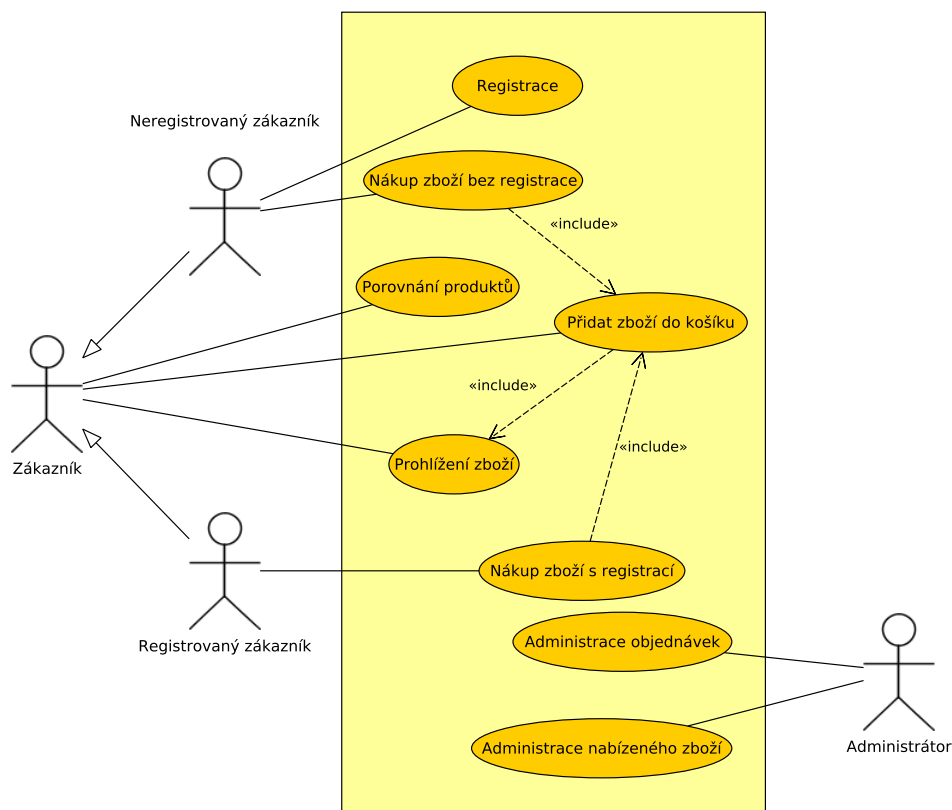 Registrace
Neregistrovaný zákazník
Nákup zboží bez registrace
«include»
Porovnání produktů
Přidat zboží do košíku
«include»
«include»
Prohlížení zboží
Zákazník
Nákup zboží s registrací
Administrace objednávek
Registrovaný zákazník
Administrace nabízeného zboží
Administrátor